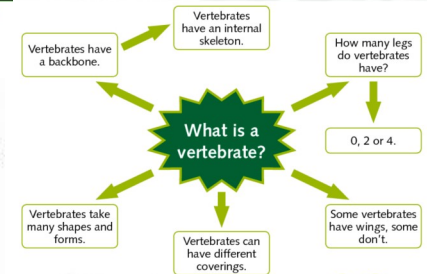 Vertebrates
have an internal
skeleton.
Vertebrates have
a backbone.
How many legs
do vertebrates
have?
What is a
vertebrate?
0, 2 or 4.
Vertebrates take
many shapes and
forms.
Vertebrates can
have different
coverings.
Some vertebrates
have wings, some
don't.